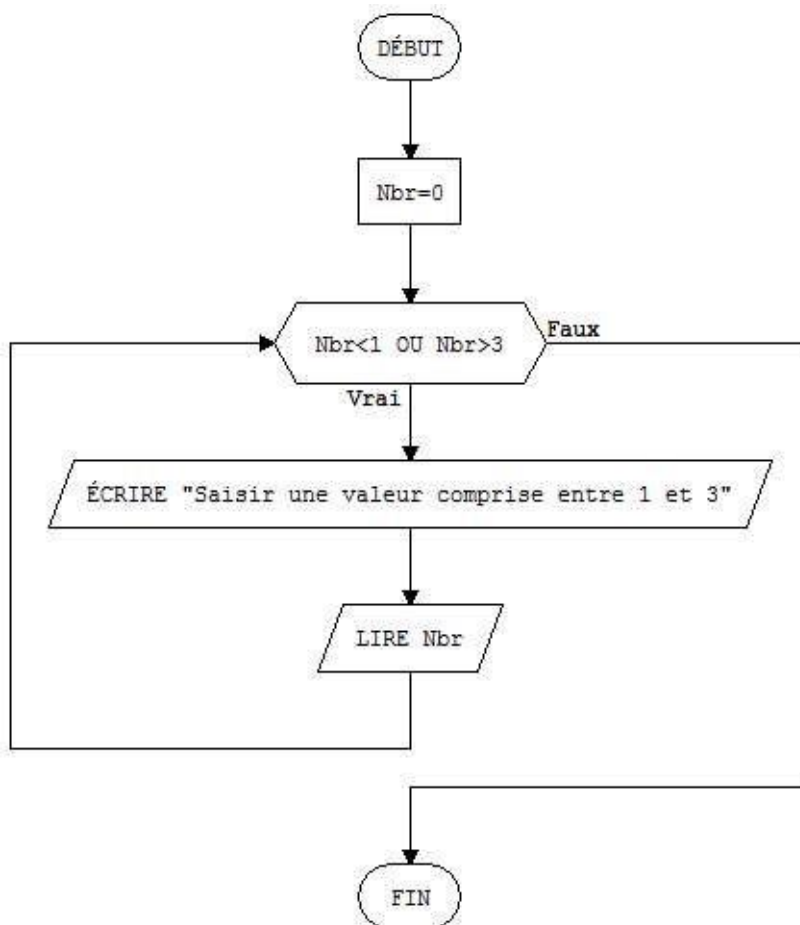 DÉBUT
Nbr=0
Nbr<1 OU Nbr>3
Faux
Vrai
ÉCRIRE "Saisir une valeur comprise entre 1 et 3"
LIRE Nbr
FIN